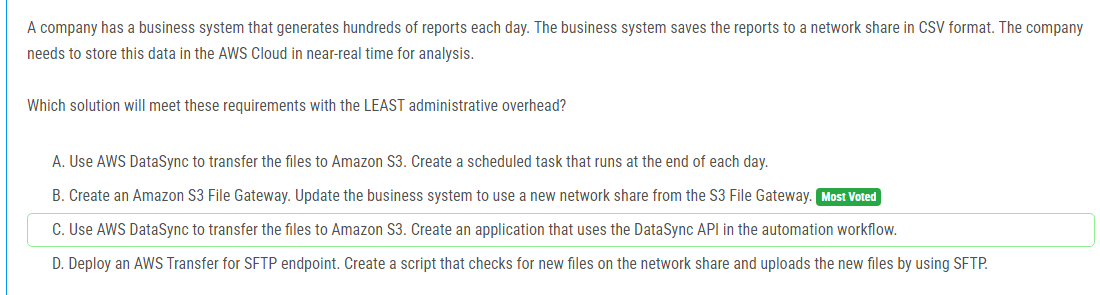 A company has a business system that generates hundreds of reports each day. The business system saves the reports to a network share in CSV format. The company
needs to store this data in the AWS Cloud in near-real time for analysis.
Which solution will meet these requirements with the LEAST administrative overhead?
A. Use AWS DataSync to transfer the files to Amazon S3. Create a scheduled task that runs at the end of each day.
B. Create an Amazon S3 File Gateway. Update the business system to use a new network share from the S3 File Gateway. Most Voted
C. Use AWS DataSync to transfer the files to Amazon S3. Create an application that uses the DataSync API in the automation workflow.
D. Deploy an AWS Transfer for SFTP endpoint. Create a script that checks for new files on the network share and uploads the new files by using SFTP.